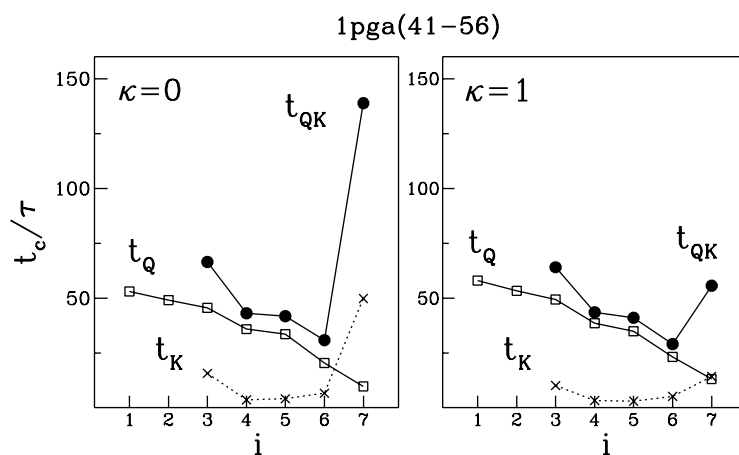 1pga(41−56)
t_c/τ
150
100
50
κ=0
t_QK
t_Q
t_K
1 2 3 4 5 6 7
i
150
100
50
κ=1
t_Q
t_QK
t_K
1 2 3 4 5 6 7
i